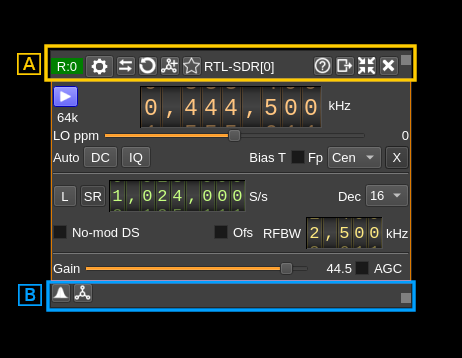 A
R:0 RTL-SDR[0] ?
0,444,500 kHz
64k
LO ppm 0
Auto DC IQ Bias T Fp Cen X
L SR 1,024,000 S/s Dec 16
No-mod DS Ofs RFBW 2,500 kHz
Gain 44.5 AGC
B